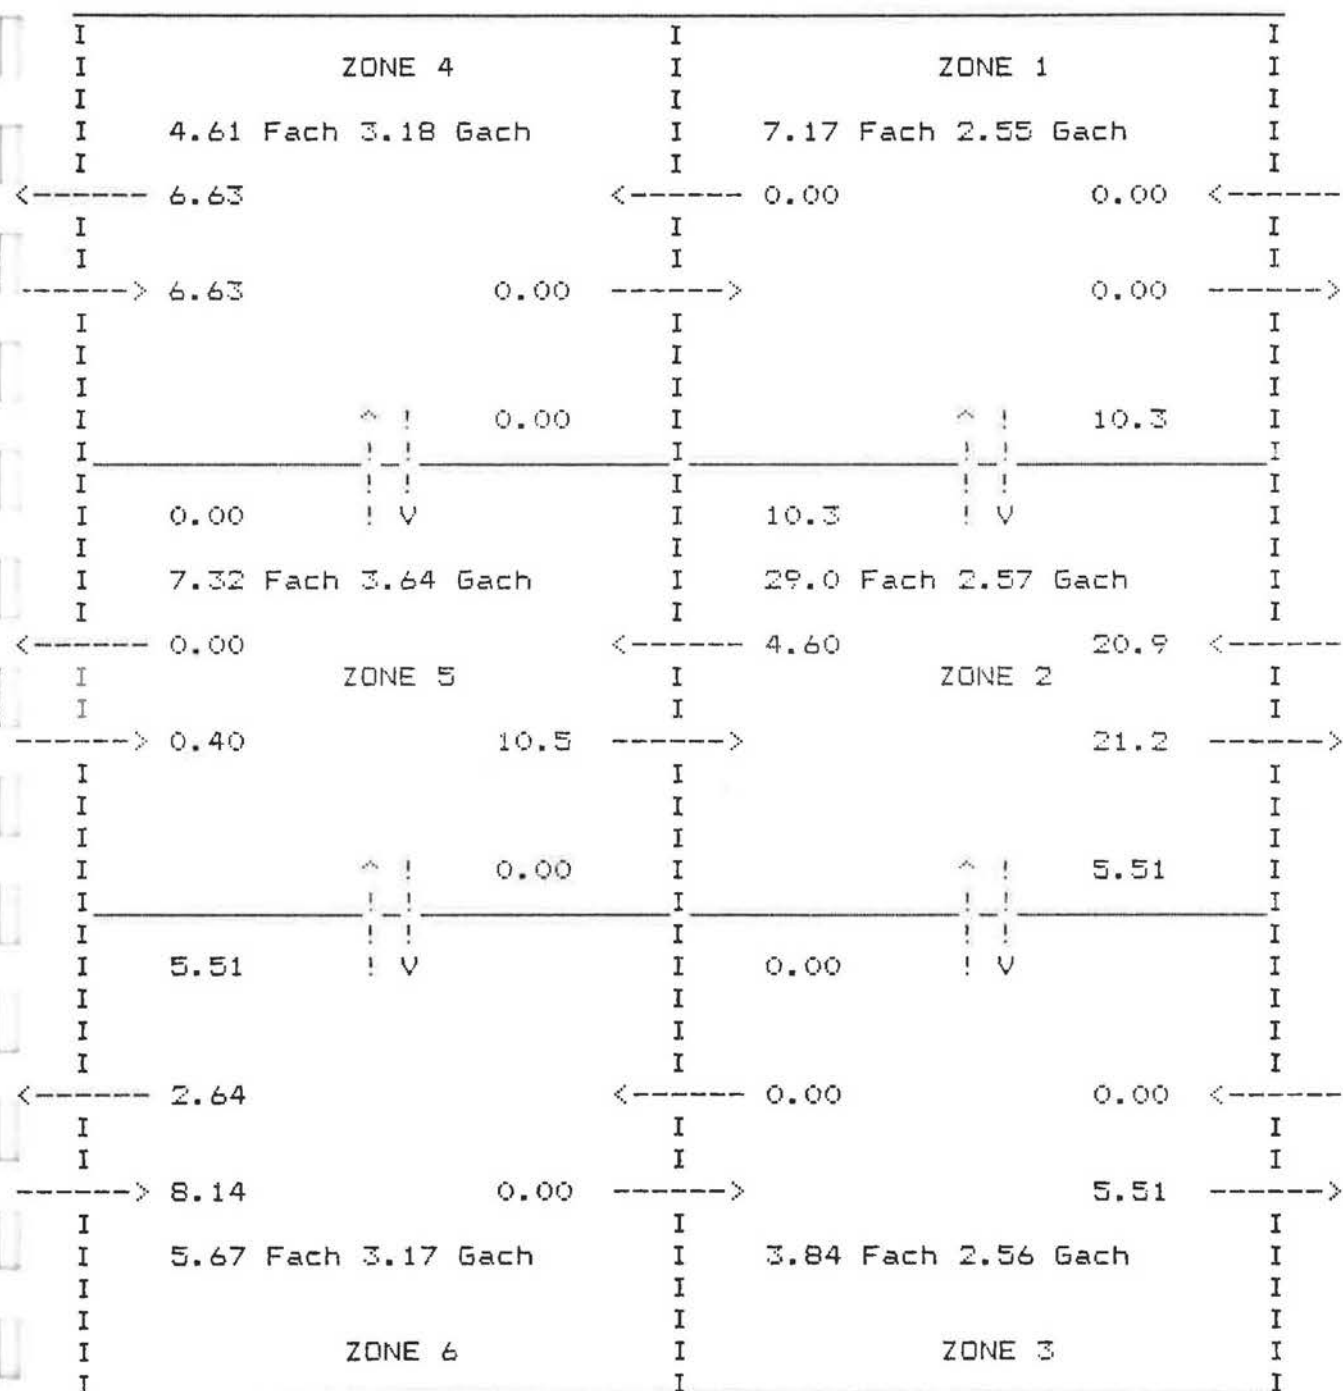 ZONE 4 ZONE 1
4.61 Fach 3.18 Gach 7.17 Fach 2.55 Gach
<------ 6.63 <------ 0.00 0.00 <------
------> 6.63 0.00 ------> 0.00 ------>
^ ! 0.00 ^ ! 10.3
0.00 ! V 10.3 ! V
7.32 Fach 3.64 Gach 29.0 Fach 2.57 Gach
<------ 0.00 <------ 4.60 20.9 <------
ZONE 5 ZONE 2
------> 0.40 10.5 ------> 21.2 ------>
^ ! 0.00 ^ ! 5.51
5.51 ! V 0.00 ! V
<------ 2.64 <------ 0.00 0.00 <------
------> 8.14 0.00 ------> 5.51 ------>
5.67 Fach 3.17 Gach 3.84 Fach 2.56 Gach
ZONE 6 ZONE 3